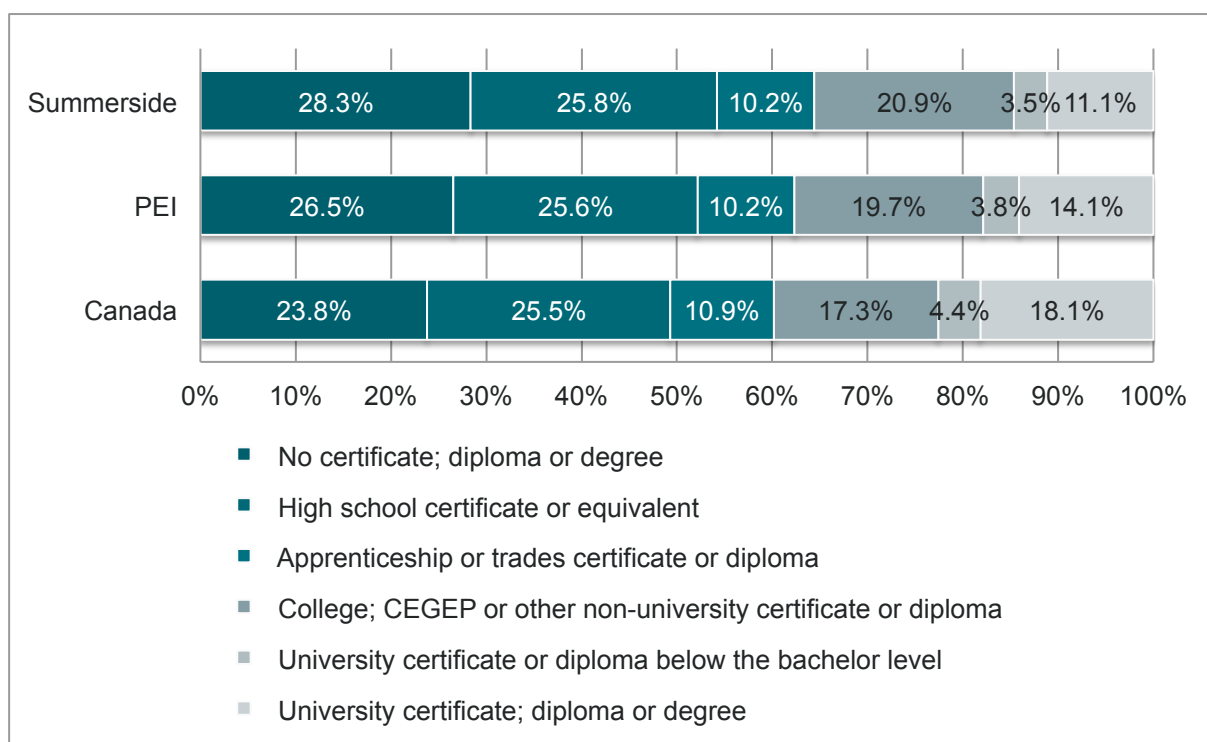 Summerside 28.3% 25.8% 10.2% 20.9% 3.5% 11.1%
PEI 26.5% 25.6% 10.2% 19.7% 3.8% 14.1%
Canada 23.8% 25.5% 10.9% 17.3% 4.4% 18.1%
0% 10% 20% 30% 40% 50% 60% 70% 80% 90% 100%
No certificate; diploma or degree
High school certificate or equivalent
Apprenticeship or trades certificate or diploma
College; CEGEP or other non-university certificate or diploma
University certificate or diploma below the bachelor level
University certificate; diploma or degree